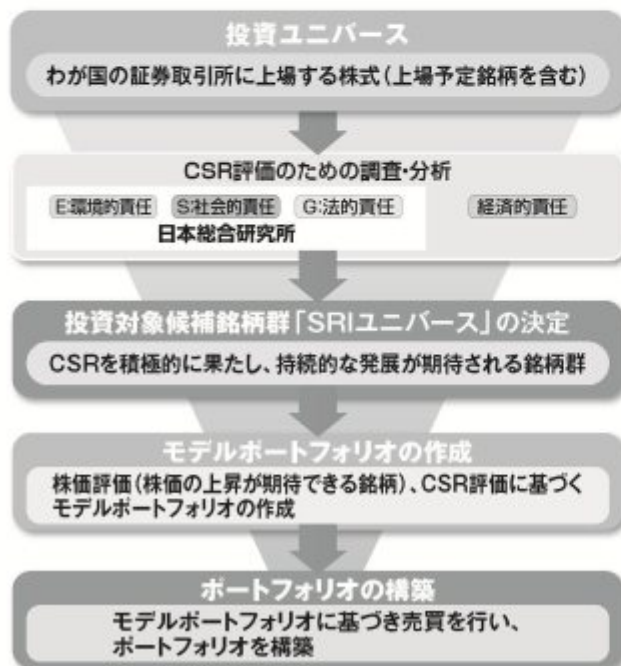 投資ユニバース
わが国の証券取引所に上場する株式(上場予定銘柄を含む)
CSR評価のための調査・分析
E:環境的責任 S:社会的責任 G:法的責任 経済的責任
日本総合研究所
投資対象候補銘柄群「SRIユニバース」の決定
CSRを積極的に果たし、持続的な発展が期待される銘柄群
モデルポートフォリオの作成
株価評価(株価の上昇が期待できる銘柄)、CSR評価に基づく
モデルポートフォリオの作成
ポートフォリオの構築
モデルポートフォリオに基づき売買を行い、
ポートフォリオを構築